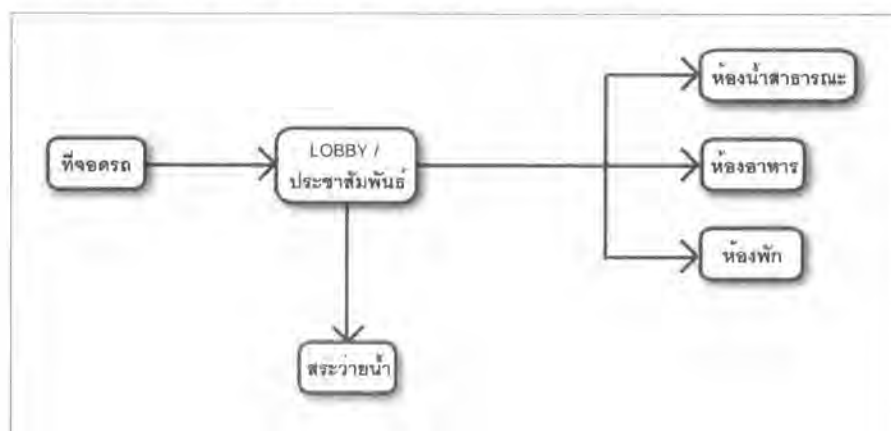 ห้องน้ำสาธารณะ
ที่จอดรถ
LOBBY /
ประชาสัมพันธ์
ห้องอาหาร
ห้องพัก
สระว่ายน้ำ